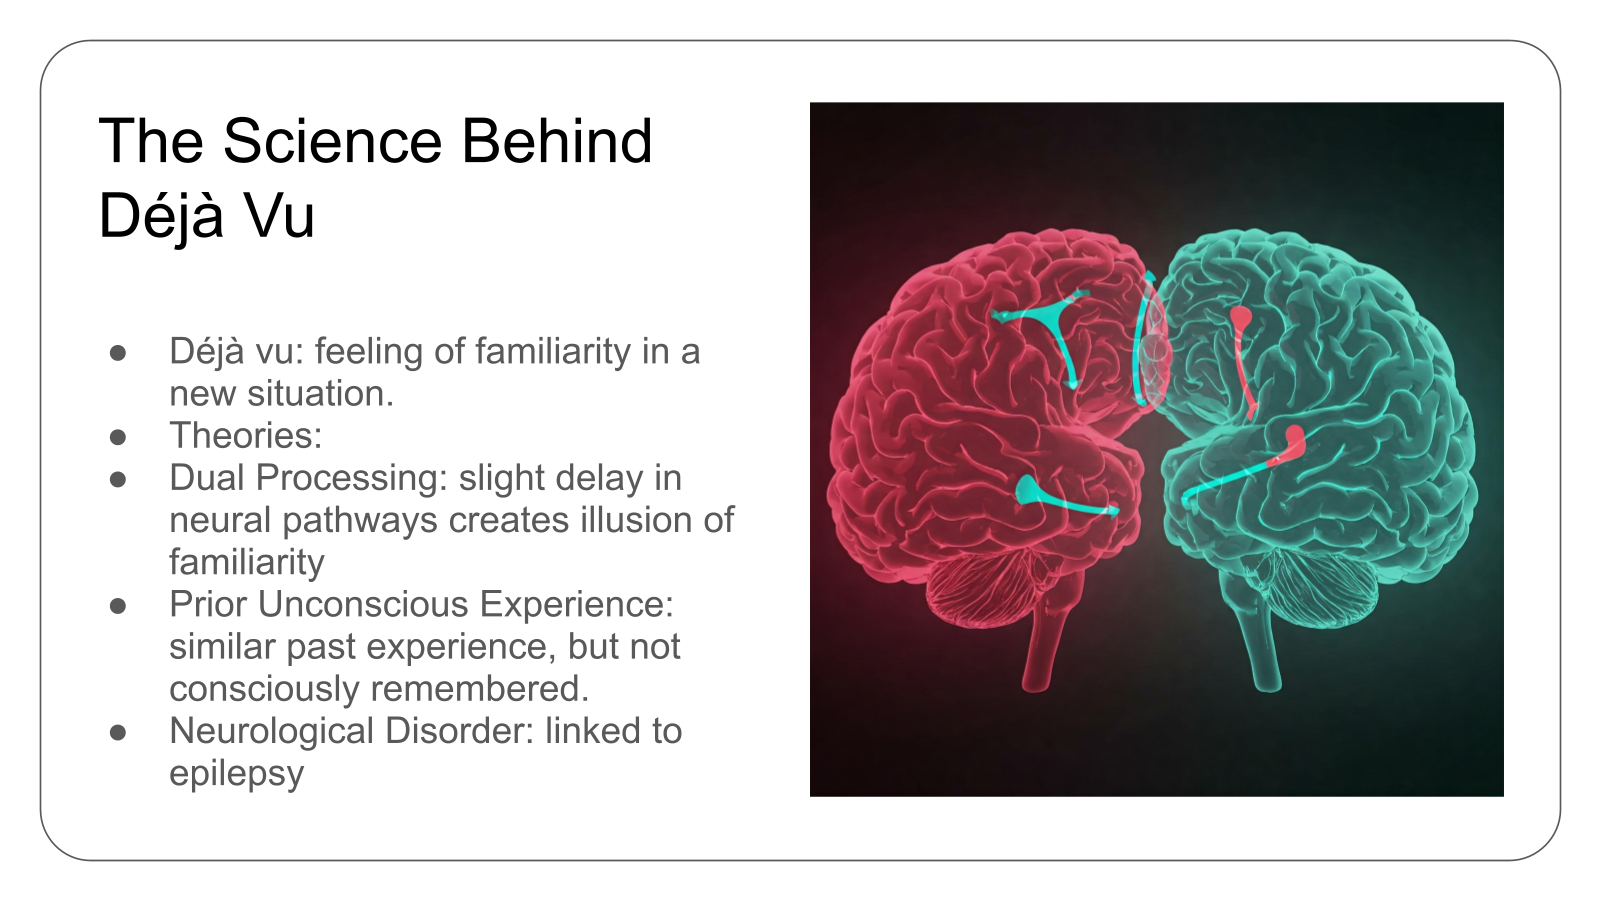 The Science Behind
Déjà Vu
● Déjà vu: feeling of familiarity in a
new situation.
● Theories:
● Dual Processing: slight delay in
neural pathways creates illusion of
familiarity
● Prior Unconscious Experience:
similar past experience, but not
consciously remembered.
● Neurological Disorder: linked to
epilepsy